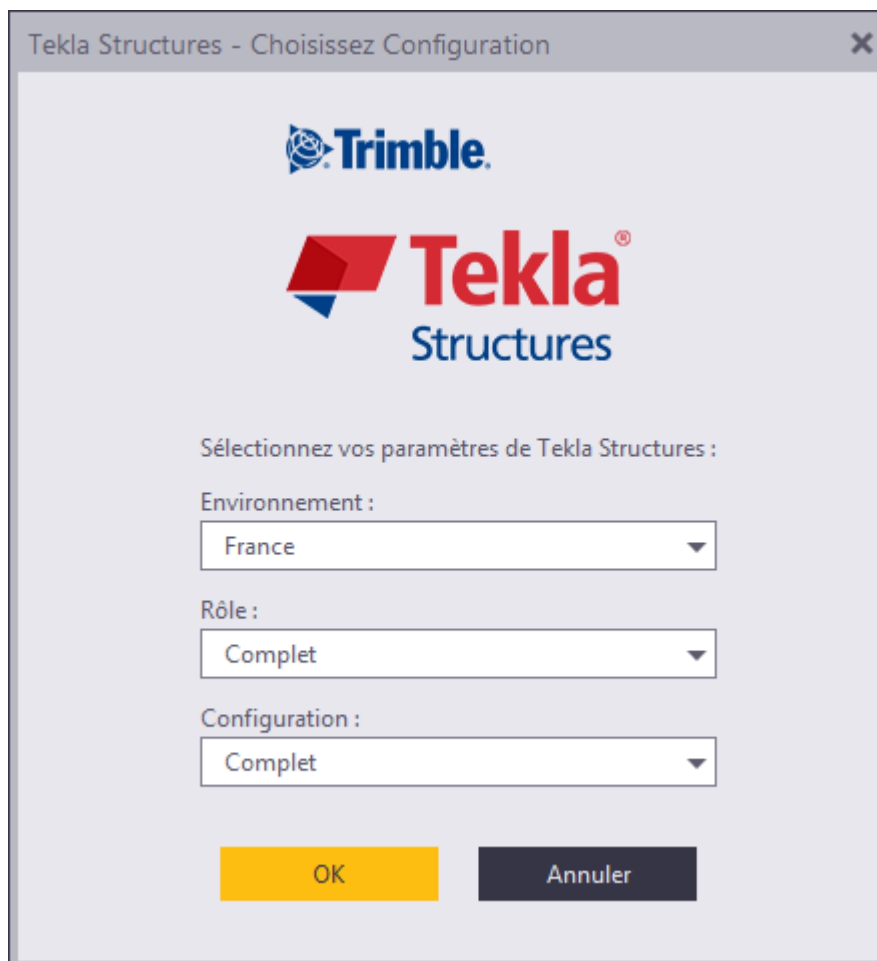 Tekla Structures - Choisissez Configuration
Trimble.
Tekla®
Structures
Sélectionnez vos paramètres de Tekla Structures :
Environnement :
France
Rôle :
Complet
Configuration :
Complet
OK Annuler